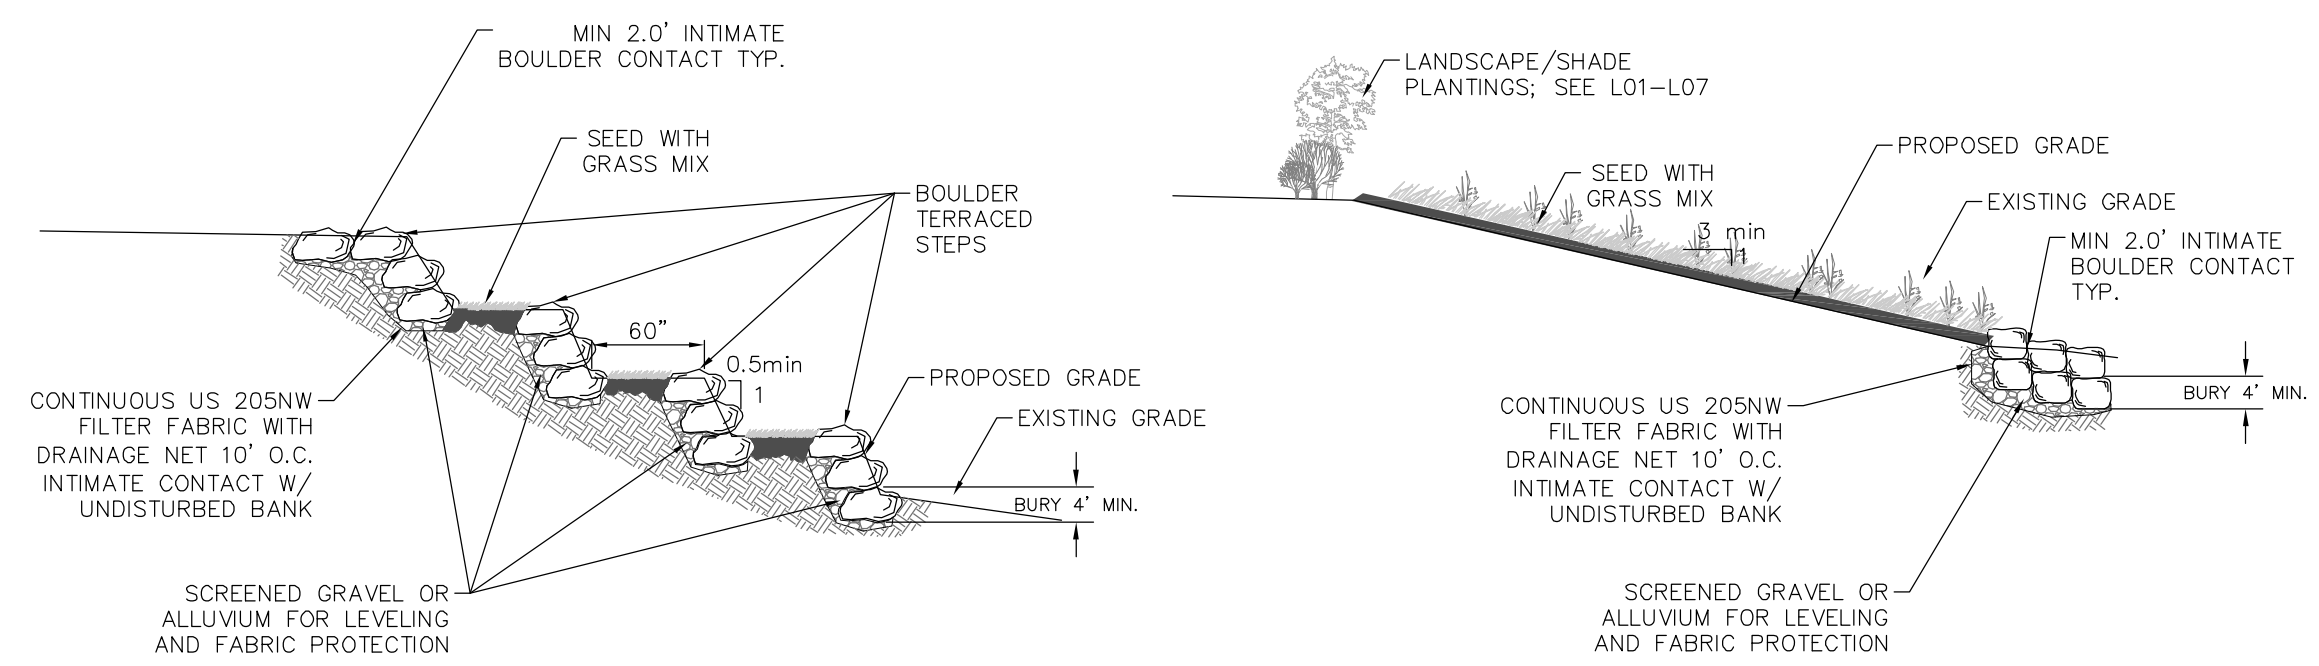 MIN 2.0' INTIMATE
BOULDER CONTACT TYP.
SEED WITH
GRASS MIX
BOULDER
TERRACED
STEPS
60"
0.5min
1
PROPOSED GRADE
EXISTING GRADE
BURY 4' MIN.
CONTINUOUS US 205NW
FILTER FABRIC WITH
DRAINAGE NET 10' O.C.
INTIMATE CONTACT W/
UNDISTURBED BANK
SCREENED GRAVEL OR
ALLUVIUM FOR LEVELING
AND FABRIC PROTECTION
LANDSCAPE/SHADE
PLANTINGS; SEE L01-L07
PROPOSED GRADE
SEED WITH
GRASS MIX
EXISTING GRADE
3 min
1
MIN 2.0' INTIMATE
BOULDER CONTACT
TYP.
BURY 4' MIN.
CONTINUOUS US 205NW
FILTER FABRIC WITH
DRAINAGE NET 10' O.C.
INTIMATE CONTACT W/
UNDISTURBED BANK
SCREENED GRAVEL OR
ALLUVIUM FOR LEVELING
AND FABRIC PROTECTION